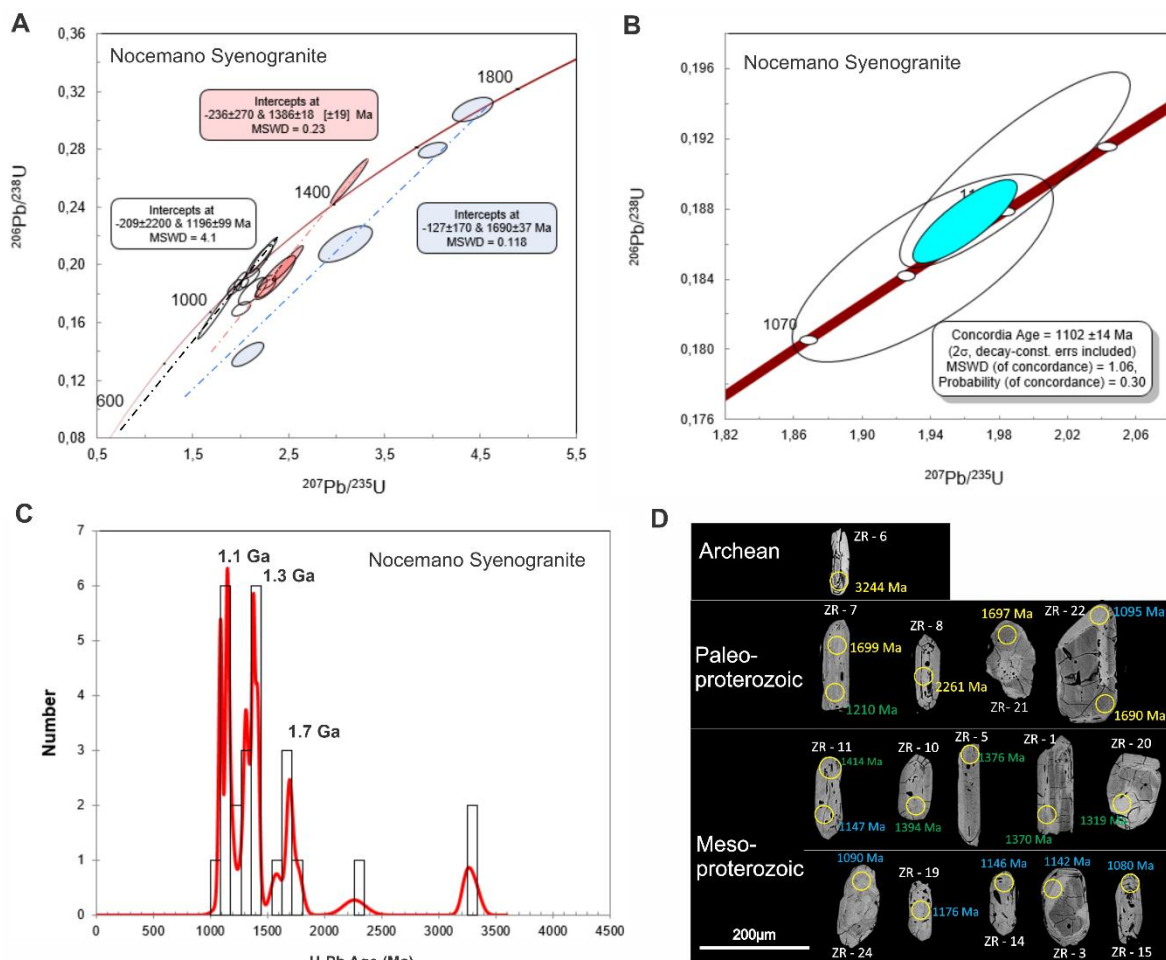 A
Nocemano Syenogranite
Intercepts at
-236±270 & 1386±18 [±19] Ma
MSWD = 0.23
Intercepts at
-209±2200 & 1196±99 Ma
MSWD = 4.1
Intercepts at
-127±170 & 1690±37 Ma
MSWD = 0.118
1800
1400
1000
600
0,36
0,32
0,28
0,24
0,20
0,16
0,12
0,08
0,5
1,5
2,5
3,5
4,5
5,5
206Pb/238U
207Pb/235U
B
Nocemano Syenogranite
0,196
0,192
0,188
0,184
0,180
0,176
1070
Concordia Age = 1102 ±14 Ma
(2σ, decay-const. errs included)
MSWD (of concordance) = 1.06,
Probability (of concordance) = 0.30
1,82
1,86
1,90
1,94
1,98
2,02
2,06
206Pb/238U
207Pb/235U
C
Nocemano Syenogranite
1.1 Ga
1.3 Ga
1.7 Ga
Number
7
6
5
4
3
2
1
0
0
500
1000
1500
2000
2500
3000
3500
4000
4500
U-Pb Age (Ma)
D
Archean
ZR - 6
3244 Ma
Paleo-
proterozoic
ZR - 7
1699 Ma
1210 Ma
ZR - 8
2261 Ma
1697 Ma
ZR - 21
ZR - 22
1095 Ma
1690 Ma
Meso-
proterozoic
ZR - 11
1414 Ma
1147 Ma
ZR - 10
1394 Ma
ZR - 5
1376 Ma
ZR - 1
1370 Ma
ZR - 20
1319 Ma
1090 Ma
ZR - 24
ZR - 19
1176 Ma
1146 Ma
ZR - 14
1142 Ma
ZR - 3
1080 Ma
ZR - 15
200µm